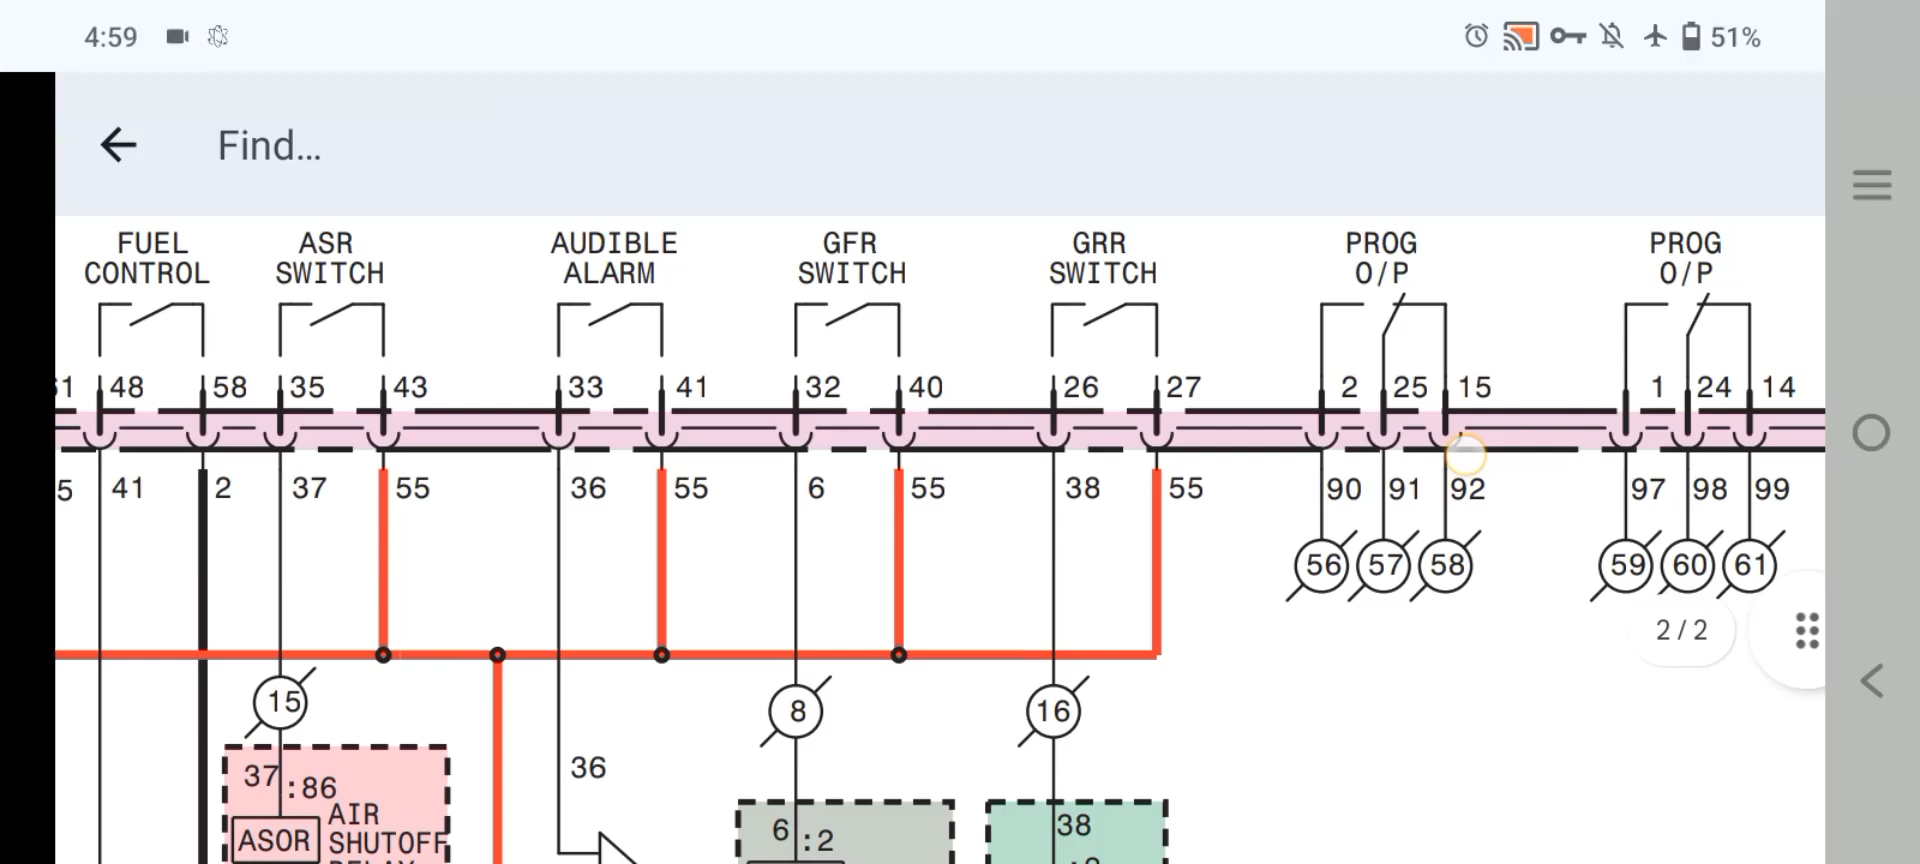 4:59 51%
Find...
FUEL ASR AUDIBLE GFR GRR PROG PROG
CONTROL SWITCH ALARM SWITCH SWITCH O/P O/P
48 58 35 43 33 41 32 40 26 27 2 25 15 1 24 14
5 41 2 37 55 36 55 6 55 38 55 90 91 92 97 98 99
56 57 58 59 60 61
2 / 2
15 8 16
36
37 :86 6 :2 38
AIR
ASOR SHUTOFF